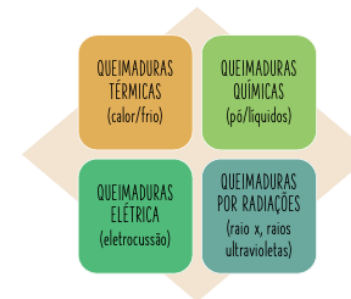 QUEIMADURAS
TÉRMICAS
(calor/frio)
QUEIMADURAS
QUÍMICAS
(pó/líquidos)
QUEIMADURAS
ELÉTRICA
(eletrocussão)
QUEIMADURAS
POR RADIAÇÕES
(raio x, raios
ultravioletas)